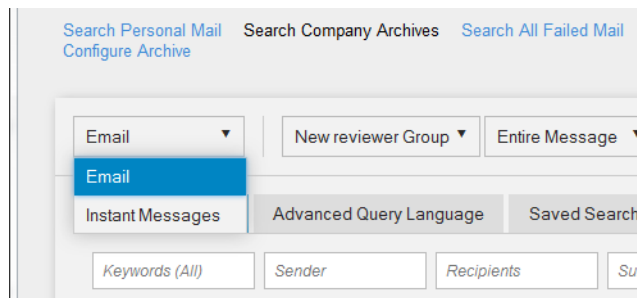 Search Personal Mail Search Company Archives Search All Failed Mail
Configure Archive
Email New reviewer Group Entire Message
Email
Instant Messages Advanced Query Language Saved Search
Keywords (All) Sender Recipients